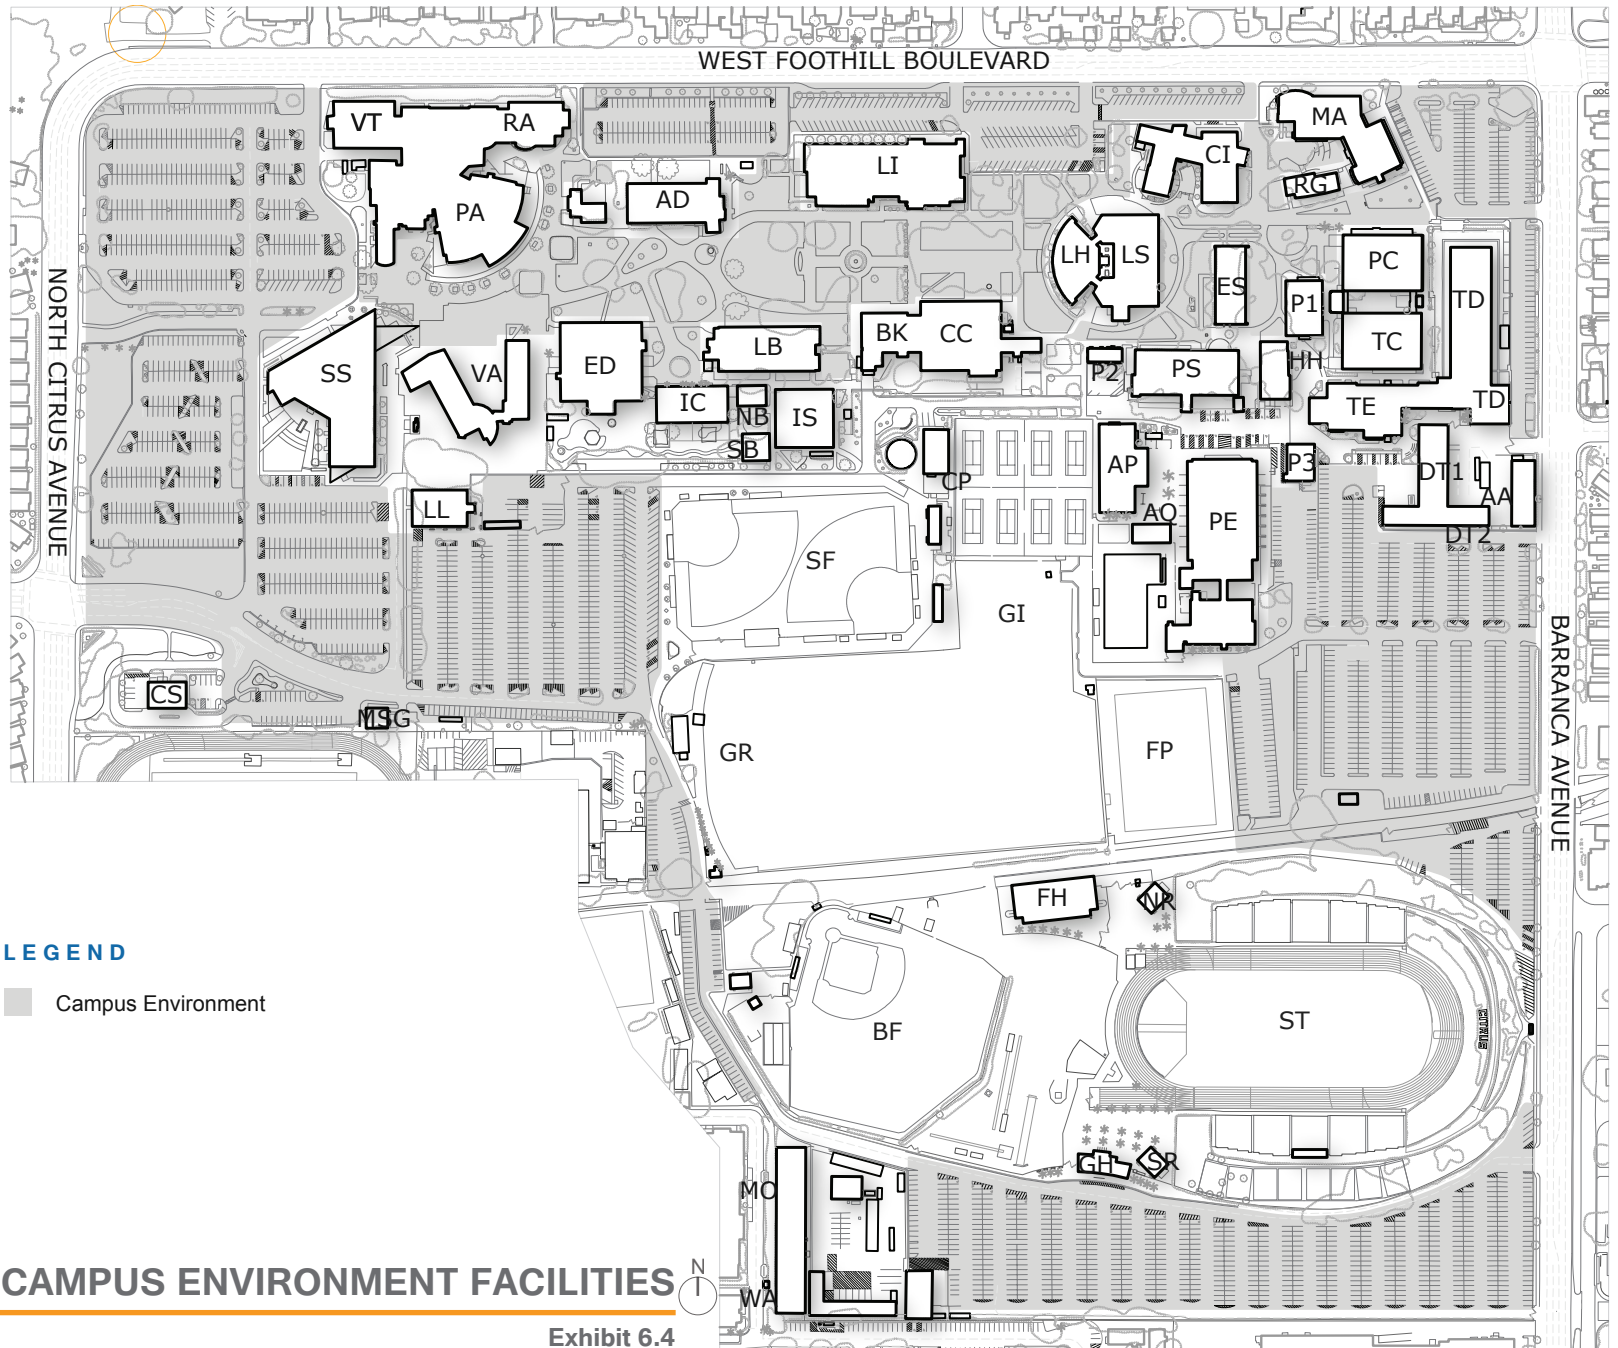 WEST FOOTHILL BOULEVARD
VT
RA
MA
CI
LI
RG
AD
PA
LH
LS
PC
ES
TD
P1
NORTH CITRUS AVENUE
BK
CC
LB
TC
HH
ED
SS
VA
P2
PS
IC
NB
IS
TE
TD
SB
AP
P3
DT1
CP
AA
LL
AQ
PE
DT2
SF
GI
BARRANCA AVENUE
CS
MSG
GR
FP
FH
NR
LEGEND
Campus Environment
BF
ST
CITRUS
GH
SR
MO
WA
N
CAMPUS ENVIRONMENT FACILITIES
Exhibit 6.4